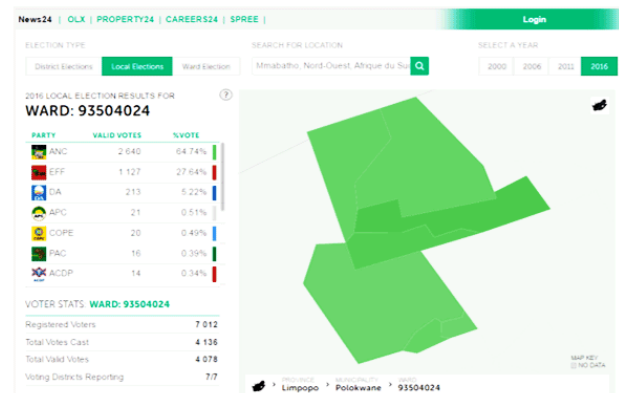 News24 | OLX | PROPERTY24 | CAREERS24 | SPREE |
Login
ELECTION TYPE
District Elections
Local Elections
Ward Election
SEARCH FOR LOCATION
Mmabatho, Nord-Ouest, Afrique du Su
SELECT A YEAR
2000
2006
2011
2016
2016 LOCAL ELECTION RESULTS FOR
?
WARD: 93504024
PARTY VALID VOTES %VOTE
ANC 2 640 64.74%
EFF 1 127 27.64%
DA 213 5.22%
APC 21 0.51%
COPE 20 0.49%
PAC 16 0.39%
ACDP 14 0.34%
VOTER STATS WARD: 93504024
Registered Voters 7 012
Total Votes Cast 4 136
Total Valid Votes 4 078
Voting Districts Reporting 7/7
MAP KEY
NO DATA
PROVINCE
Limpopo
MUNICIPALITY
Polokwane
WARD
93504024